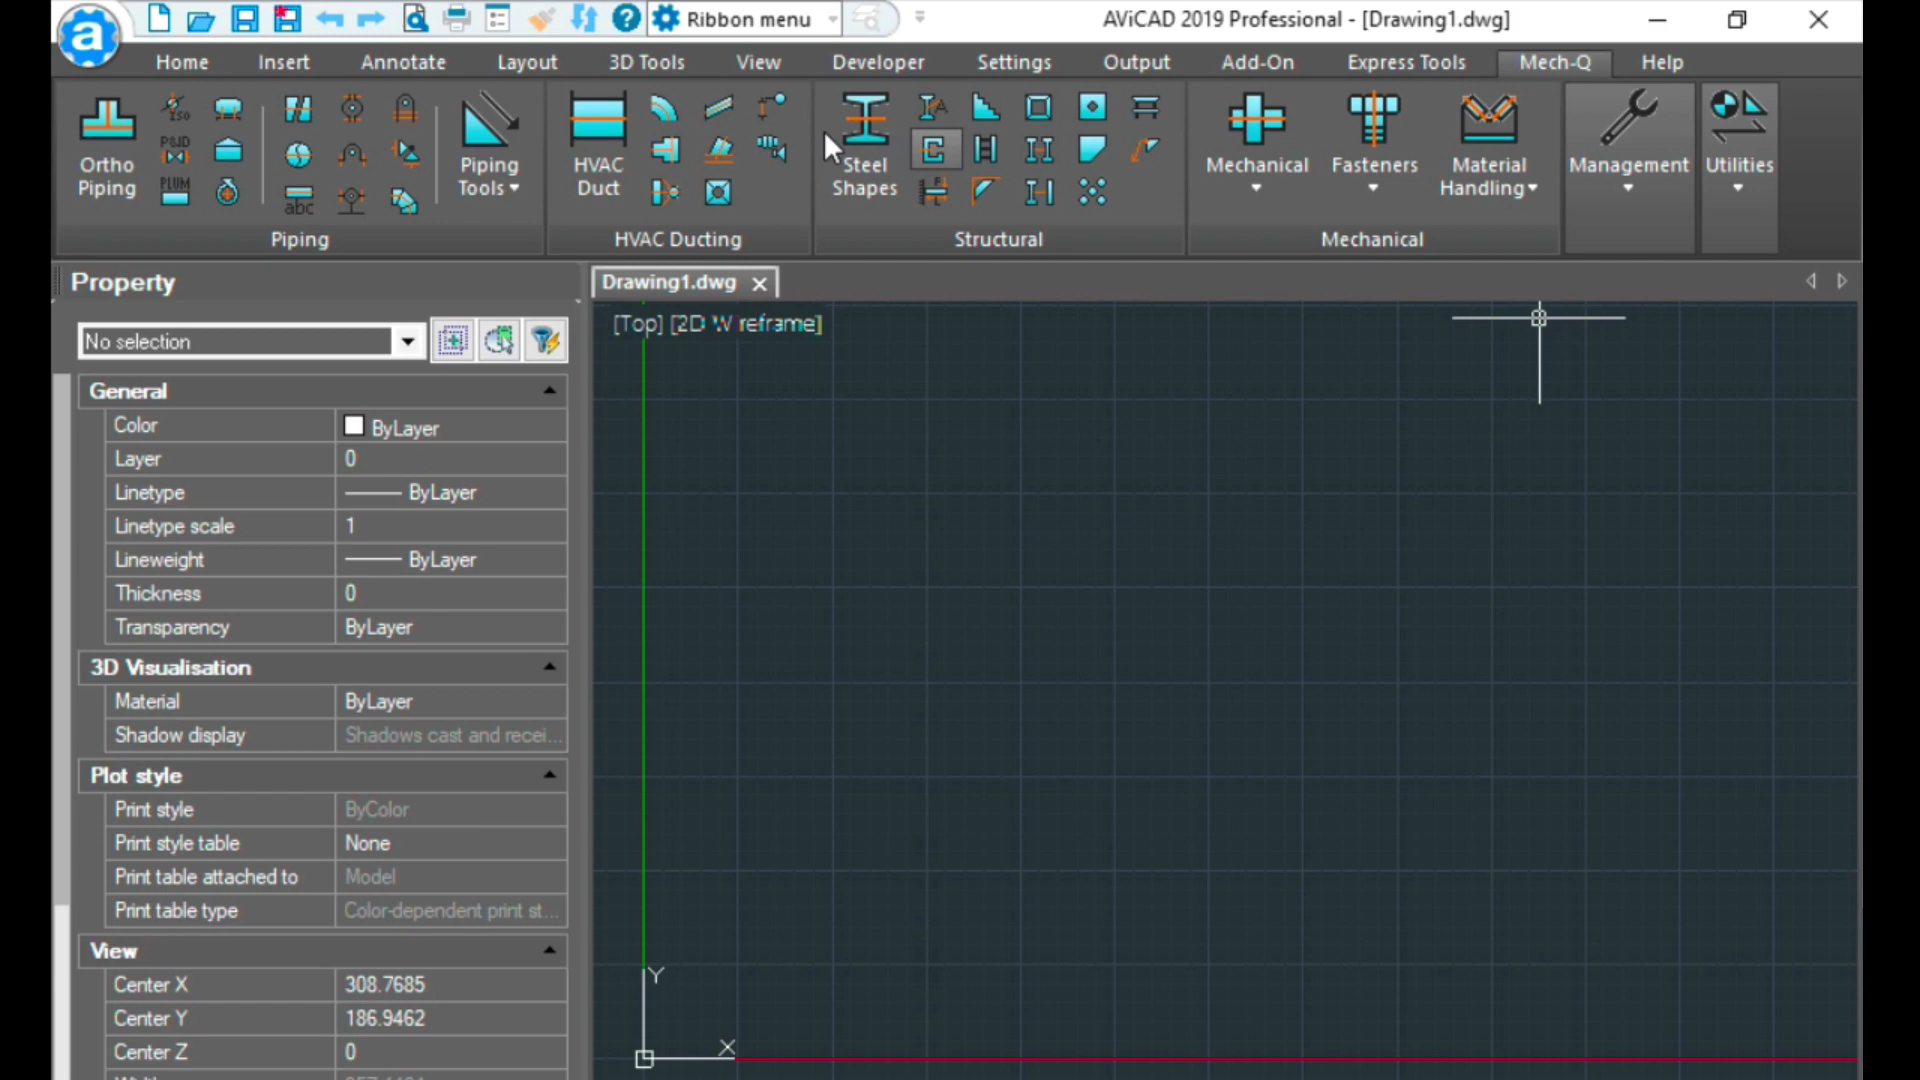 a
Ribbon menu
AViCAD 2019 Professional - [Drawing1.dwg]
Home Insert Annotate Layout 3D Tools View Developer Settings Output Add-On Express Tools Mech-Q Help
Ortho Piping
ISO
P&ID
PLUM
abc
Piping Tools
HVAC Duct
Steel Shapes
Mechanical
Fasteners
Material Handling
Management
Utilities
Piping
HVAC Ducting
Structural
Mechanical
Property
Drawing1.dwg
No selection
[Top] [2D Wireframe]
General
Color ByLayer
Layer 0
Linetype ByLayer
Linetype scale 1
Lineweight ByLayer
Thickness 0
Transparency ByLayer
3D Visualisation
Material ByLayer
Shadow display Shadows cast and recei...
Plot style
Print style ByColor
Print style table None
Print table attached to Model
Print table type Color-dependent print st...
View
Center X 308.7685
Center Y 186.9462
Center Z 0
Y
X